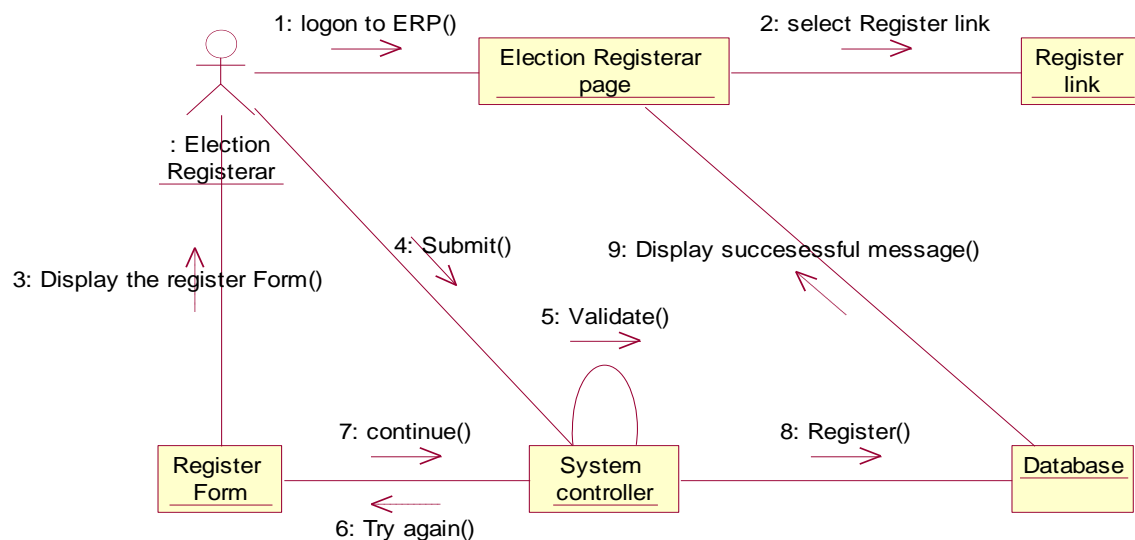 1: logon to ERP()
2: select Register link
Election Registerar
page
Register
link
: Election
Registerar
4: Submit()
9: Display succesessful message()
3: Display the register Form()
5: Validate()
7: continue()
8: Register()
Register
Form
System
controller
Database
6: Try again()